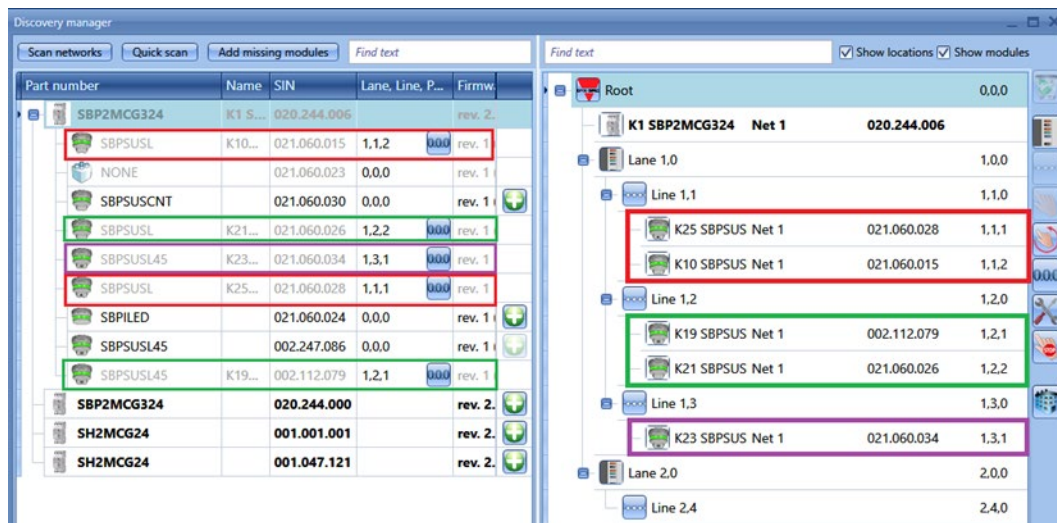 Discovery manager
Scan networks Quick scan Add missing modules Find text
Part number Name SIN Lane, Line, P... Firmw
SBP2MCG324 K1 S... 020.244.006 rev. 2.
SBPSUSL K10... 021.060.015 1,1,2 0.0.0 rev. 1
NONE 021.060.023 0,0,0 rev. 1
SBPSUSCNT 021.060.030 0,0,0 rev. 1
SBPSUSL K21... 021.060.026 1,2,2 0.0.0 rev. 1
SBPSUSL45 K23... 021.060.034 1,3,1 0.0.0 rev. 1
SBPSUSL K25... 021.060.028 1,1,1 0.0.0 rev. 1
SBPILED 021.060.024 0,0,0 rev. 1
SBPSUSL45 002.247.086 0,0,0 rev. 1
SBPSUSL45 K19... 002.112.079 1,2,1 0.0.0 rev. 1
SBP2MCG324 020.244.000 rev. 2.
SH2MCG24 001.001.001 rev. 2.
SH2MCG24 001.047.121 rev. 2.
Find text Show locations Show modules
Root 0,0,0
K1 SBP2MCG324 Net 1 020.244.006
Lane 1,0 1,0,0
Line 1,1 1,1,0
K25 SBPSUS Net 1 021.060.028 1,1,1
K10 SBPSUS Net 1 021.060.015 1,1,2
Line 1,2 1,2,0
K19 SBPSUS Net 1 002.112.079 1,2,1
K21 SBPSUS Net 1 021.060.026 1,2,2
Line 1,3 1,3,0
K23 SBPSUS Net 1 021.060.034 1,3,1
Lane 2,0 2,0,0
Line 2,4 2,4,0
0.0.0